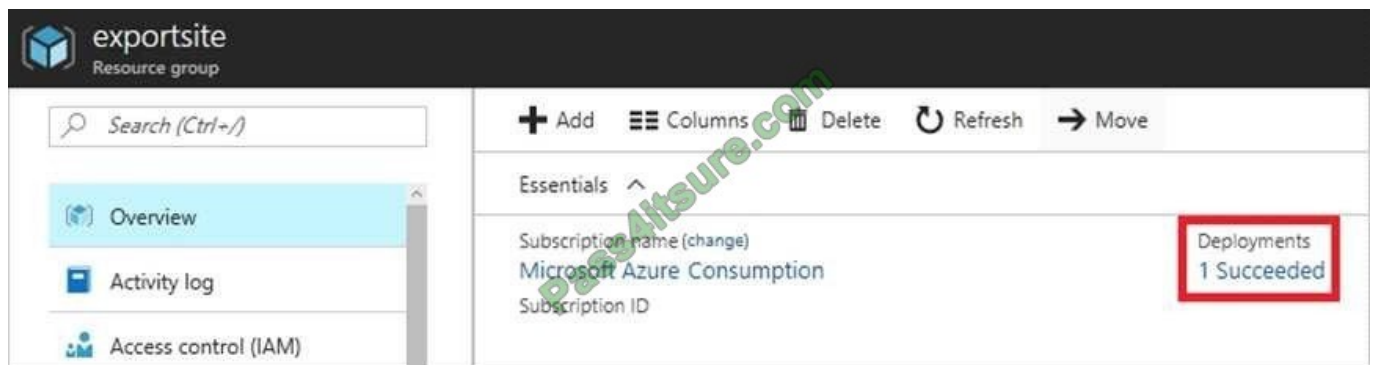 exportsite
Resource group
Search (Ctrl+/)
Overview
Activity log
Access control (IAM)
Add Columns Delete Refresh Move
Essentials
Subscription name (change)
Microsoft Azure Consumption
Subscription ID
Deployments
1 Succeeded
Pass4itsure.com